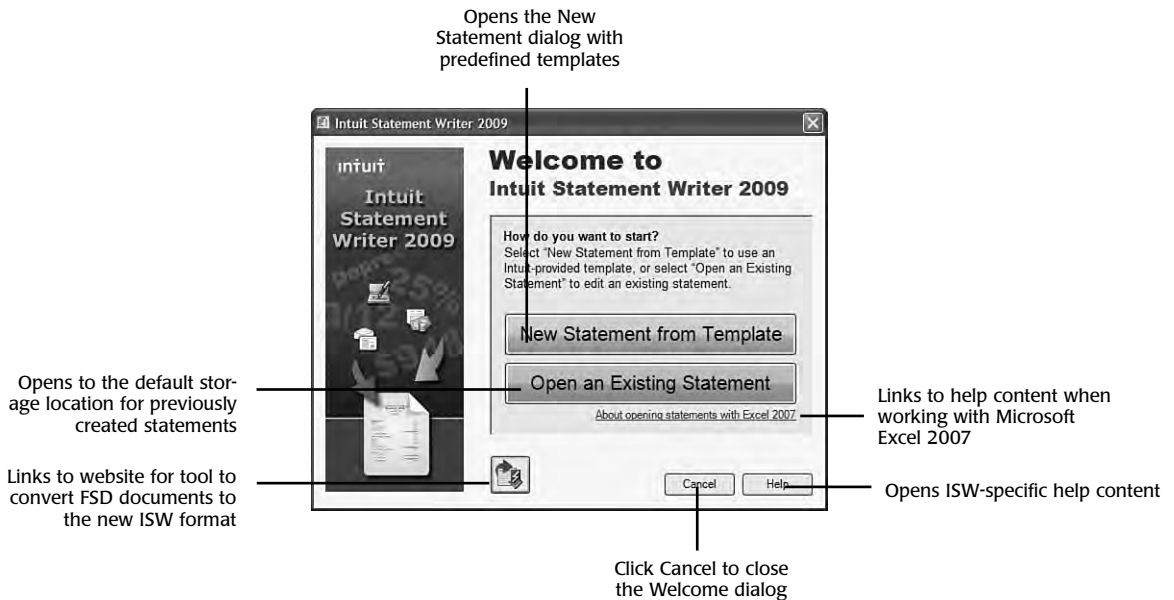 Opens the New
Statement dialog with
predefined templates
Intuit Statement Writer 2009
ıntuıt
Intuit
Statement
Writer 2009
Welcome to
Intuit Statement Writer 2009
How do you want to start?
Select "New Statement from Template" to use an
Intuit-provided template, or select "Open an Existing
Statement" to edit an existing statement.
New Statement from Template
Open an Existing Statement
About opening statements with Excel 2007
Cancel
Help
Opens to the default stor-
age location for previously
created statements
Links to website for tool to
convert FSD documents to
the new ISW format
Links to help content when
working with Microsoft
Excel 2007
Opens ISW-specific help content
Click Cancel to close
the Welcome dialog